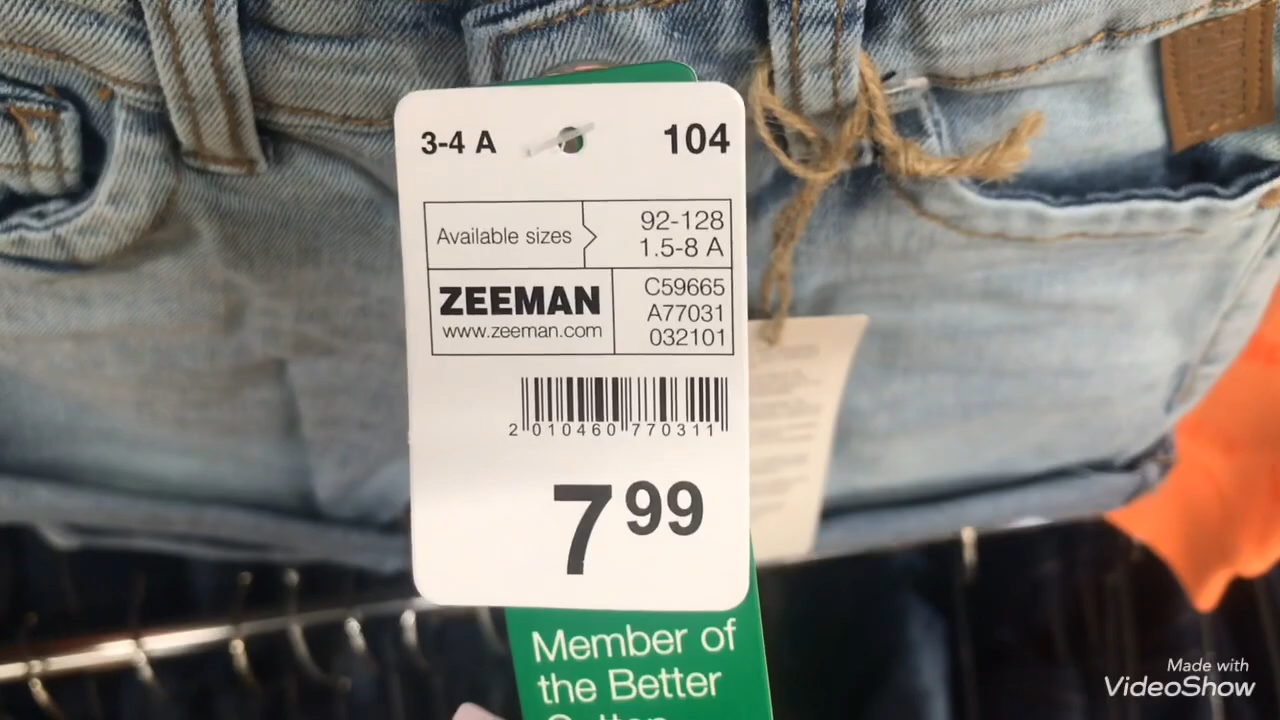 3-4 A 104
Available sizes
92-128
1.5-8 A
ZEEMAN
www.zeeman.com
C59665
A77031
032101
2 010460 770311
7 99
Member of
the Better
Cotton
Made with
VideoShow